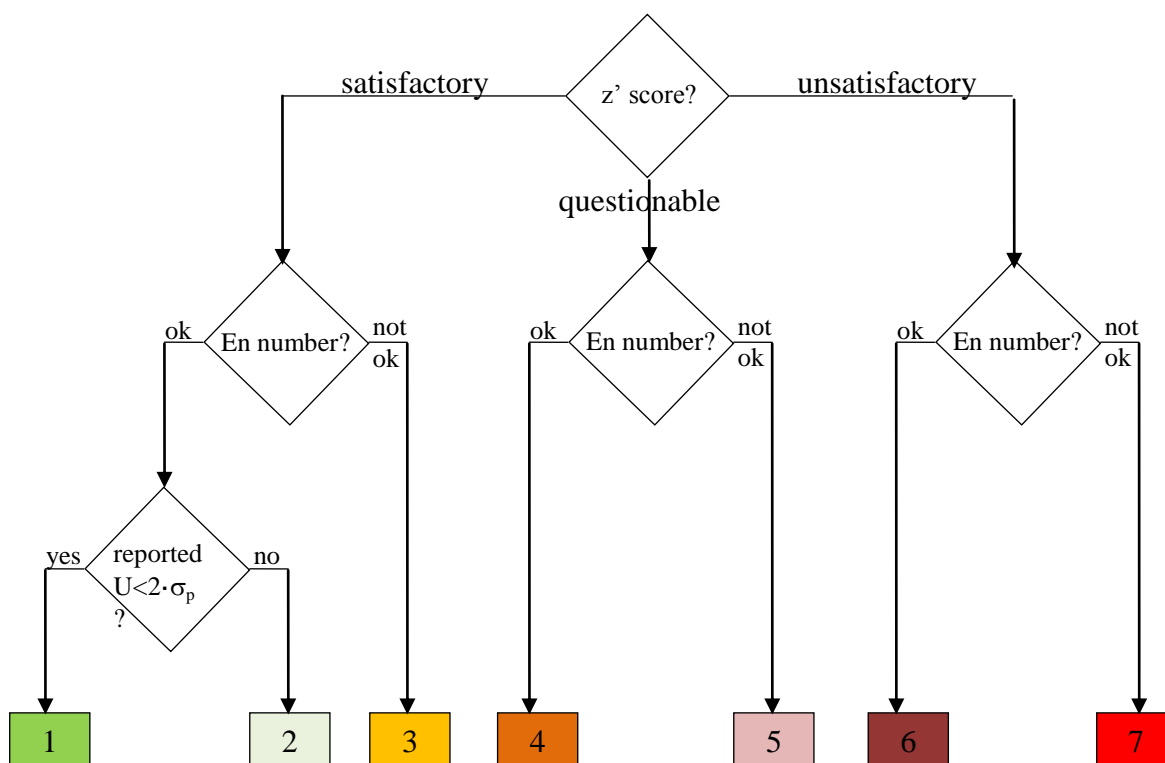 satisfactory
z’ score?
unsatisfactory
questionable
ok
En number?
not
ok
ok
En number?
not
ok
ok
En number?
not
ok
yes
reported
U<2·σp
?
no
1
2
3
4
5
6
7